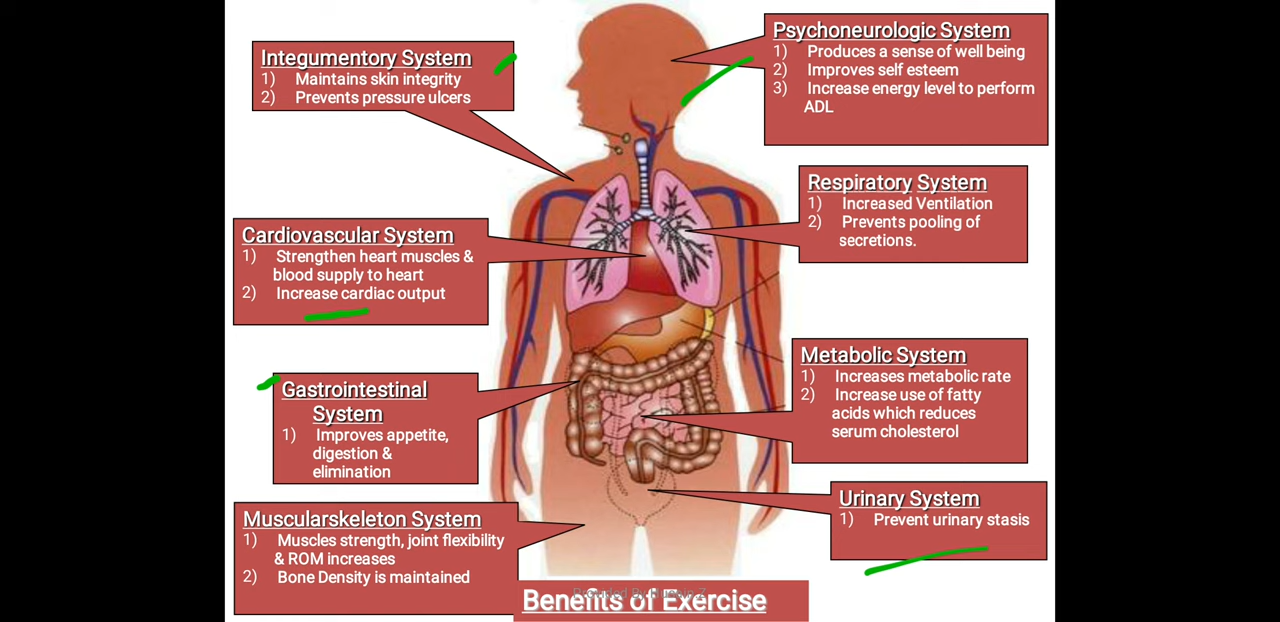 Integumentory System
1) Maintains skin integrity
2) Prevents pressure ulcers
Psychoneurologic System
1) Produces a sense of well being
2) Improves self esteem
3) Increase energy level to perform
ADL
Respiratory System
1) Increased Ventilation
2) Prevents pooling of
secretions.
Cardiovascular System
1) Strengthen heart muscles &
blood supply to heart
2) Increase cardiac output
Metabolic System
1) Increases metabolic rate
2) Increase use of fatty
acids which reduces
serum cholesterol
Gastrointestinal
System
1) Improves appetite,
digestion &
elimination
Urinary System
1) Prevent urinary stasis
Muscularskeleton System
1) Muscles strength, joint flexibility
& ROM increases
2) Bone Density is maintained
Benefits of Exercise